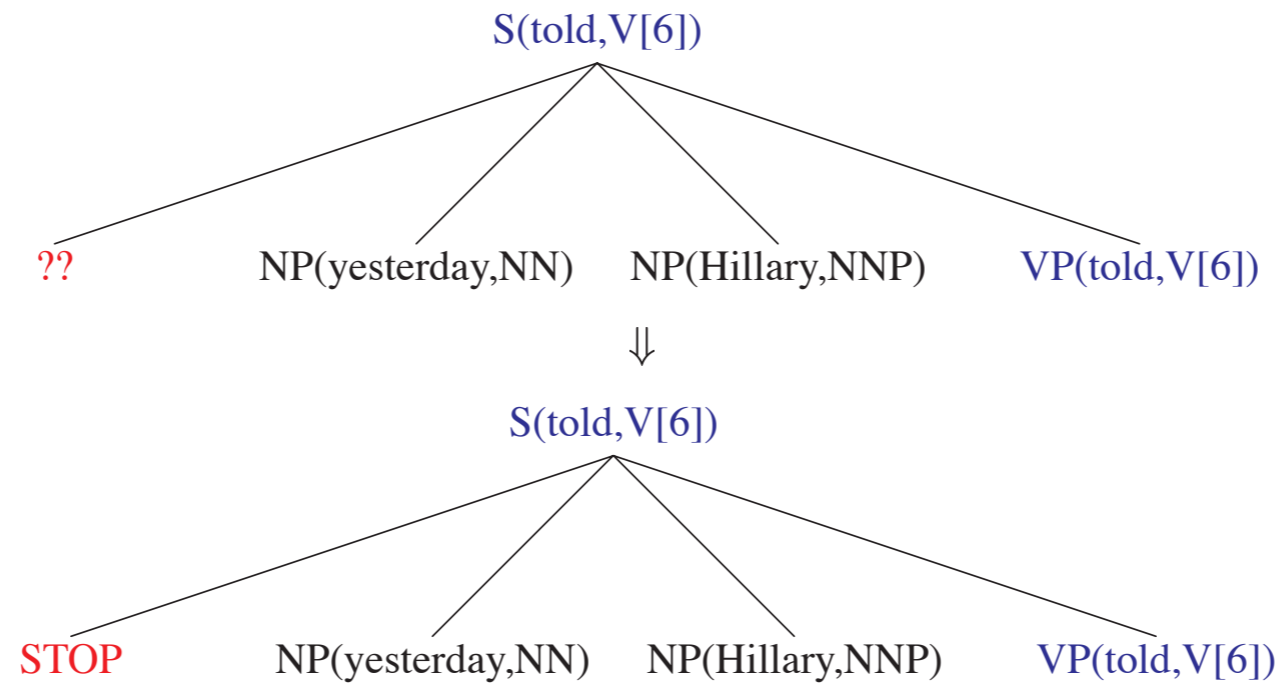 S(told,V[6])
?? NP(yesterday,NN) NP(Hillary,NNP) VP(told,V[6])
⇓
S(told,V[6])
STOP NP(yesterday,NN) NP(Hillary,NNP) VP(told,V[6])